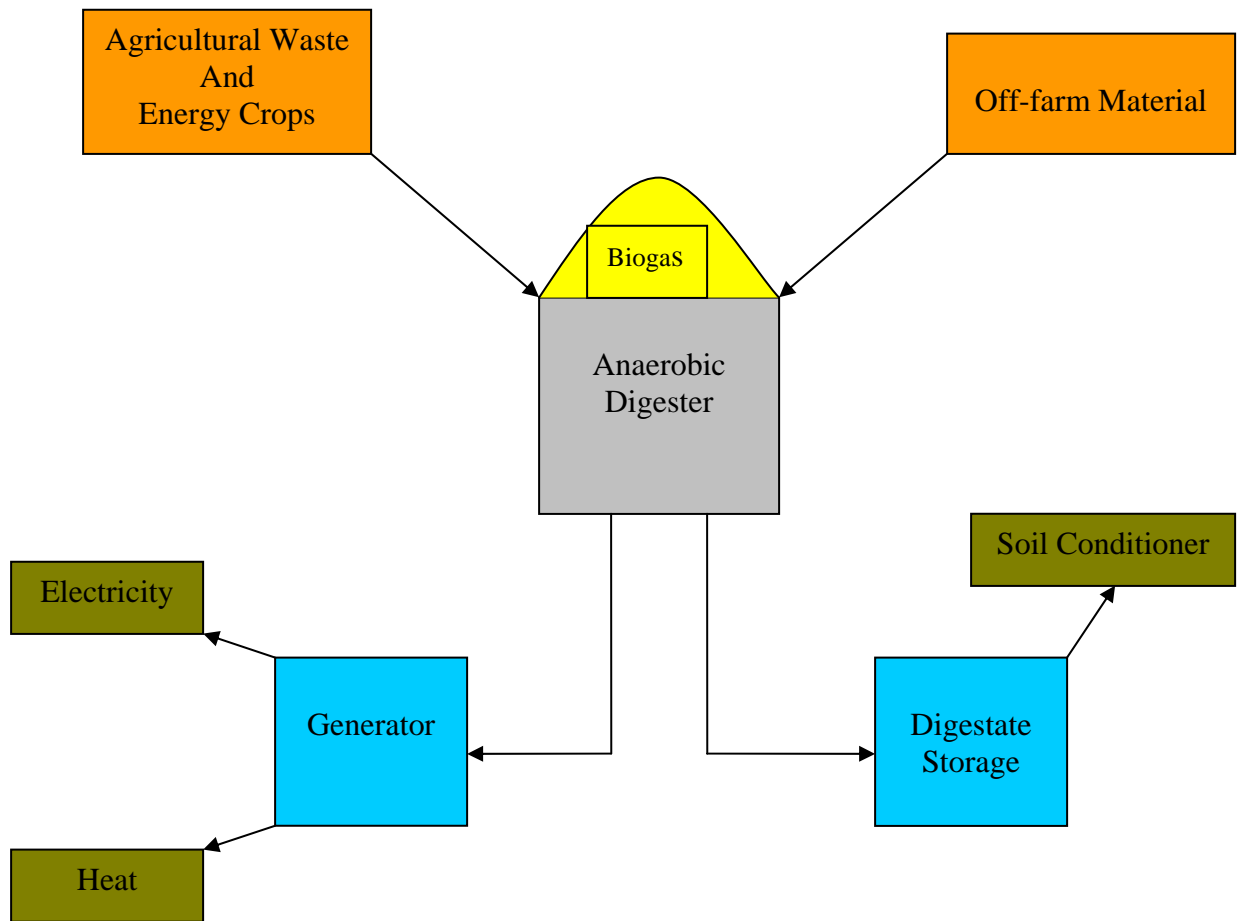 Agricultural Waste
And
Energy Crops
Off-farm Material
Biogas
Anaerobic
Digester
Soil Conditioner
Electricity
Generator
Digestate
Storage
Heat